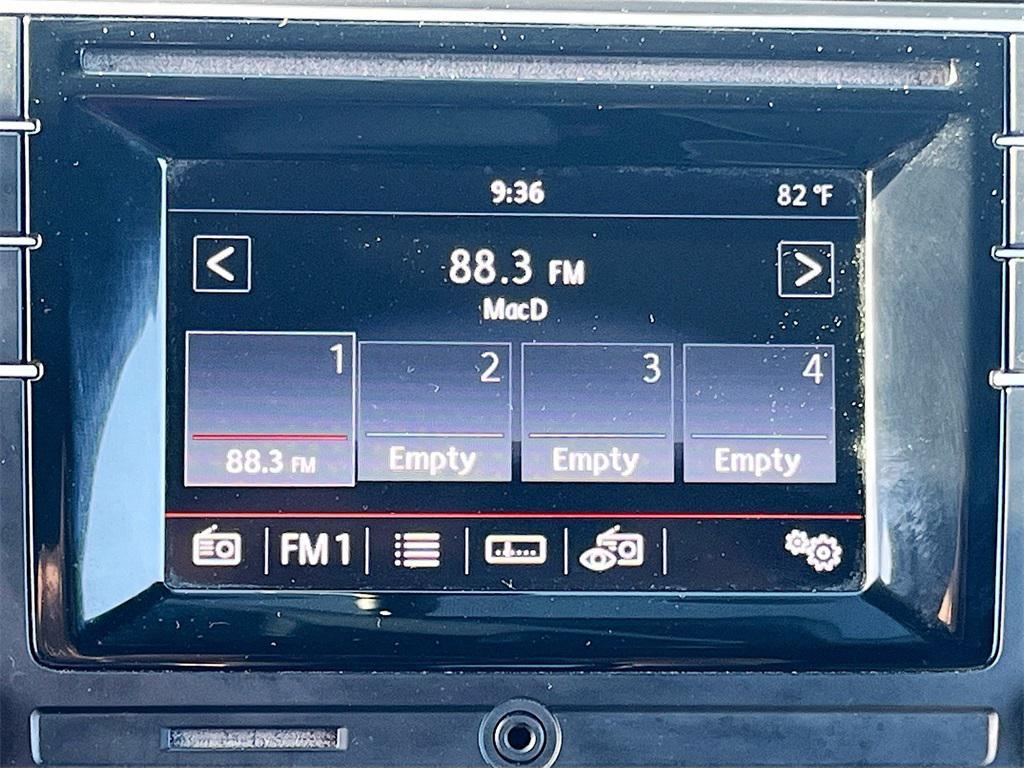 9:36 82 °F
< 88.3 FM >
MacD
1 2 3 4
88.3 FM Empty Empty Empty
FM 1